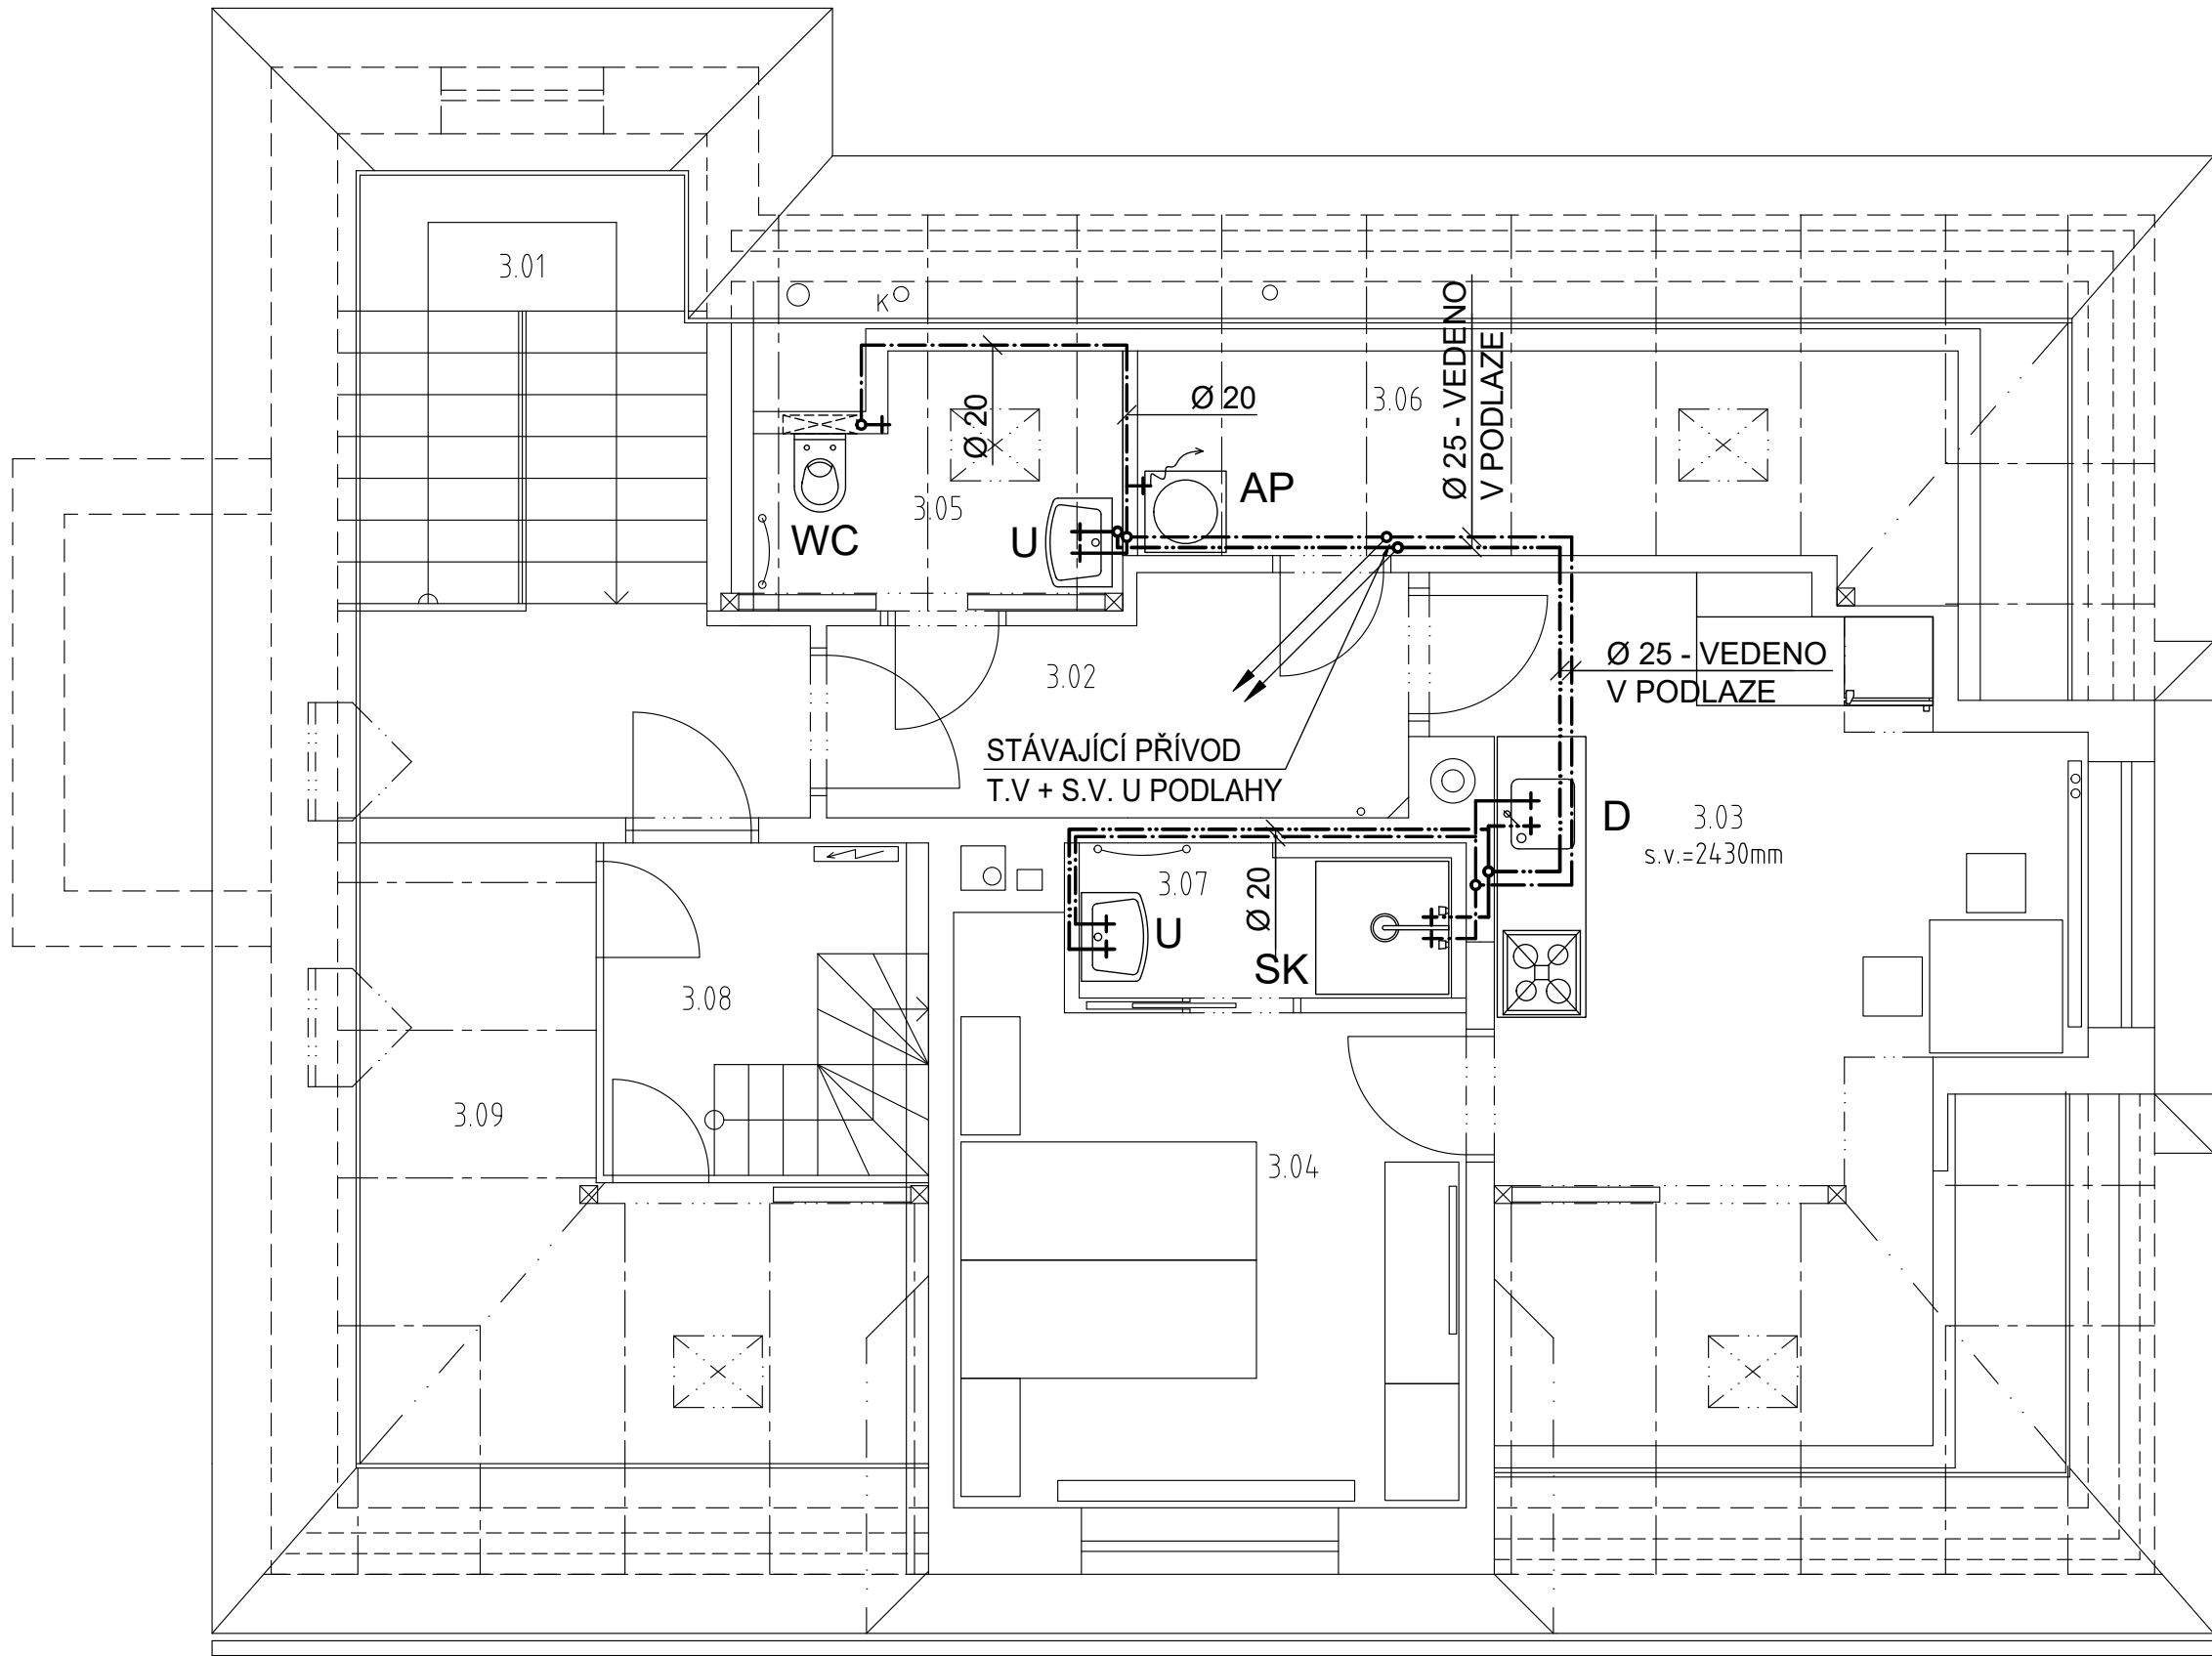 3.01
K
Ø 20
Ø 20
3.06
Ø 25 - VEDENO
V PODLAZE
AP
3.05
WC
U
3.02
Ø 25 - VEDENO
V PODLAZE
STÁVAJÍCÍ PŘÍVOD
T.V + S.V. U PODLAHY
D
3.03
s.v.=2430mm
3.07
Ø 20
U
SK
3.08
3.09
3.04